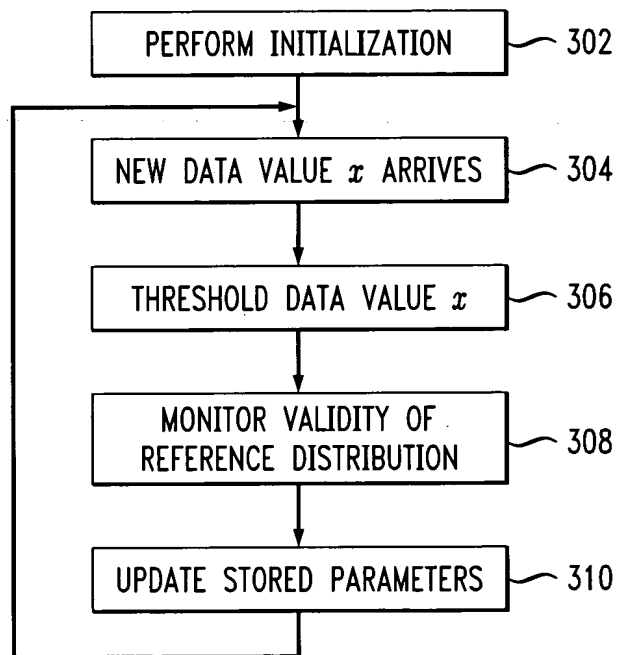 PERFORM INITIALIZATION 302
NEW DATA VALUE x ARRIVES 304
THRESHOLD DATA VALUE x 306
MONITOR VALIDITY OF
REFERENCE DISTRIBUTION 308
UPDATE STORED PARAMETERS 310